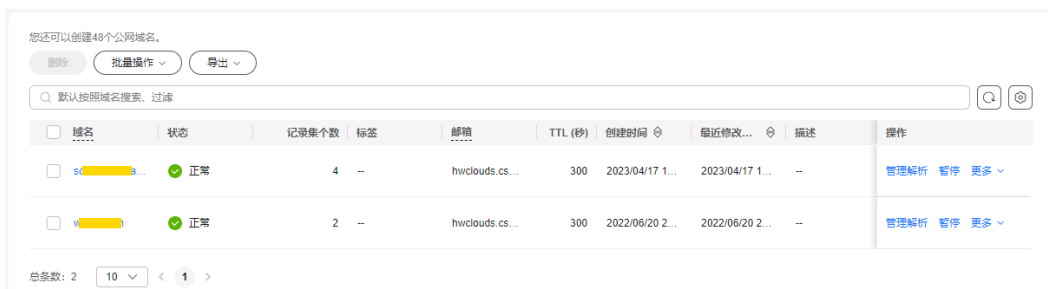 您还可以创建48个公网域名。
删除 批量操作 导出
默认按照域名搜索、过滤
域名 状态 记录集个数 标签 邮箱 TTL (秒) 创建时间 最近修改... 描述 操作
正常 4 -- hwclouds.cs... 300 2023/04/17 1... 2023/04/17 1... -- 管理解析 暂停 更多
正常 2 -- hwclouds.cs... 300 2022/06/20 2... 2022/06/20 2... -- 管理解析 暂停 更多
总条数: 2 10 < 1 >